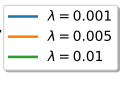 λ = 0.001
λ = 0.005
λ = 0.01